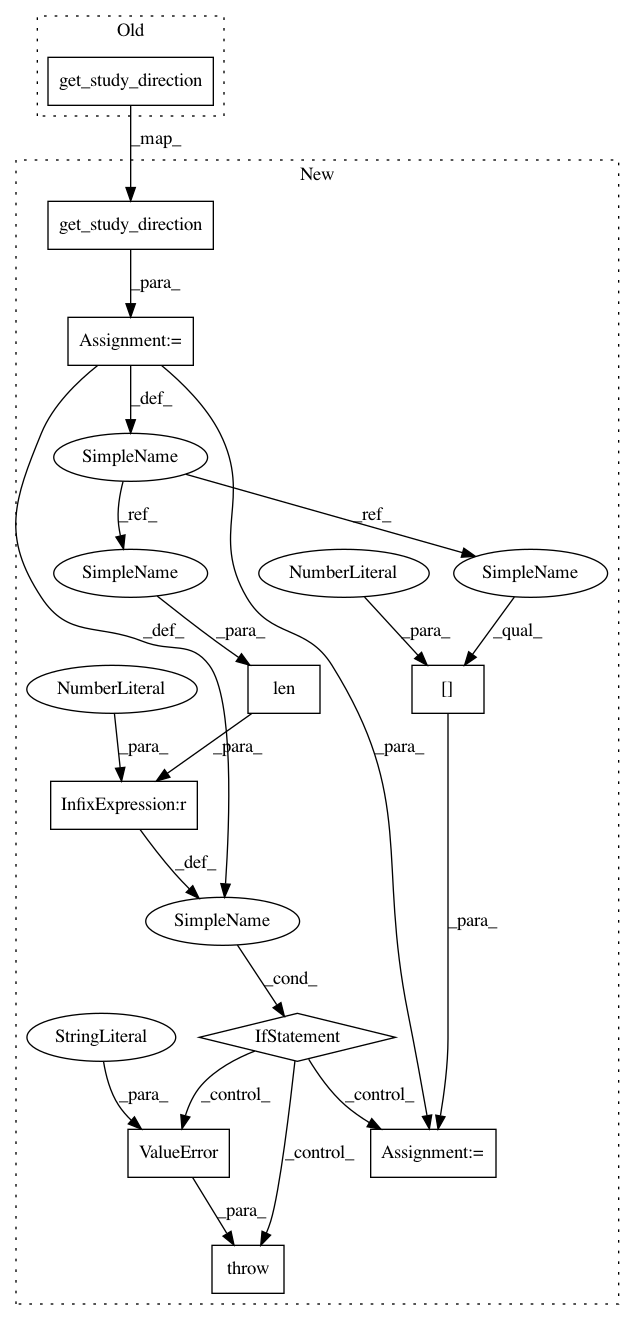 Old
get_study_direction
_map_
New
get_study_direction
_para_
Assignment:=
_def_
SimpleName
_ref_
_ref_
SimpleName
NumberLiteral
SimpleName
_def_
_para_
_para_
_qual_
NumberLiteral
len
[]
_para_
_para_
_para_
InfixExpression:r
_def_
SimpleName
_para_
_cond_
StringLiteral
IfStatement
_para_
_control_
_control_
ValueError
_control_
Assignment:=
_para_
throw